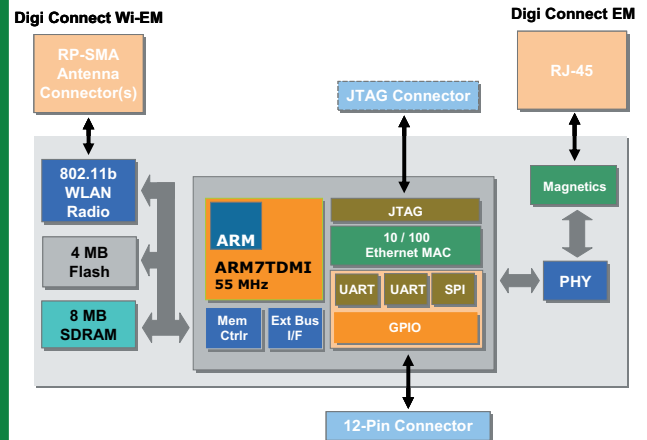 Digi Connect Wi-EM
Digi Connect EM
RP-SMA
Antenna
Connector(s)
JTAG Connector
RJ-45
802.11b
WLAN
Radio
4 MB
Flash
8 MB
SDRAM
ARM
ARM7TDMI
55 MHz
Mem
Ctrlr
Ext Bus
I/F
JTAG
10 / 100
Ethernet MAC
UART
UART
SPI
GPIO
Magnetics
PHY
12-Pin Connector